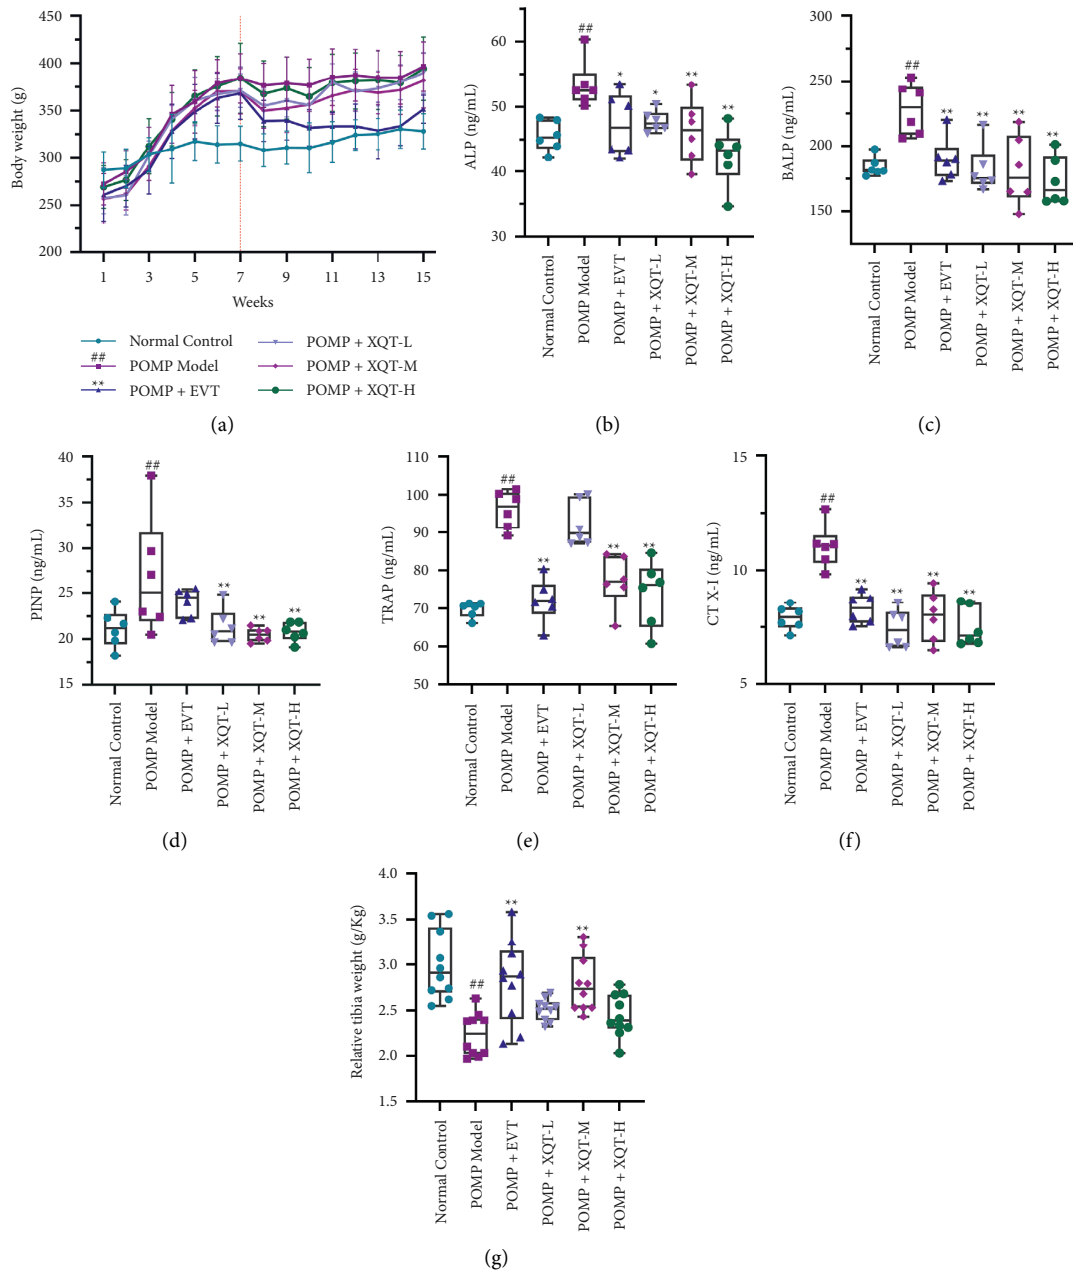 Body weight (g)
450
400
350
300
250
200
1 3 5 7 9 11 13 15
Weeks
Normal Control
## POMP Model
** POMP + EVT
POMP + XQT-L
POMP + XQT-M
POMP + XQT-H
(a)
ALP (ng/mL)
60
50
40
30
## * * ** **
Normal Control
POMP Model
POMP + EVT
POMP + XQT-L
POMP + XQT-M
POMP + XQT-H
(b)
BALP (ng/mL)
300
250
200
150
## ** ** ** **
Normal Control
POMP Model
POMP + EVT
POMP + XQT-L
POMP + XQT-M
POMP + XQT-H
(c)
PINP (ng/mL)
40
35
30
25
20
15
## ** ** **
Normal Control
POMP Model
POMP + EVT
POMP + XQT-L
POMP + XQT-M
POMP + XQT-H
(d)
TRAP (ng/mL)
110
100
90
80
70
60
50
## ** ** **
Normal Control
POMP Model
POMP + EVT
POMP + XQT-L
POMP + XQT-M
POMP + XQT-H
(e)
CT X-I (ng/mL)
15
10
5
## ** ** ** **
Normal Control
POMP Model
POMP + EVT
POMP + XQT-L
POMP + XQT-M
POMP + XQT-H
(f)
Relative tibia weight (g/Kg)
4.0
3.5
3.0
2.5
2.0
1.5
## ** **
Normal Control
POMP Model
POMP + EVT
POMP + XQT-L
POMP + XQT-M
POMP + XQT-H
(g)